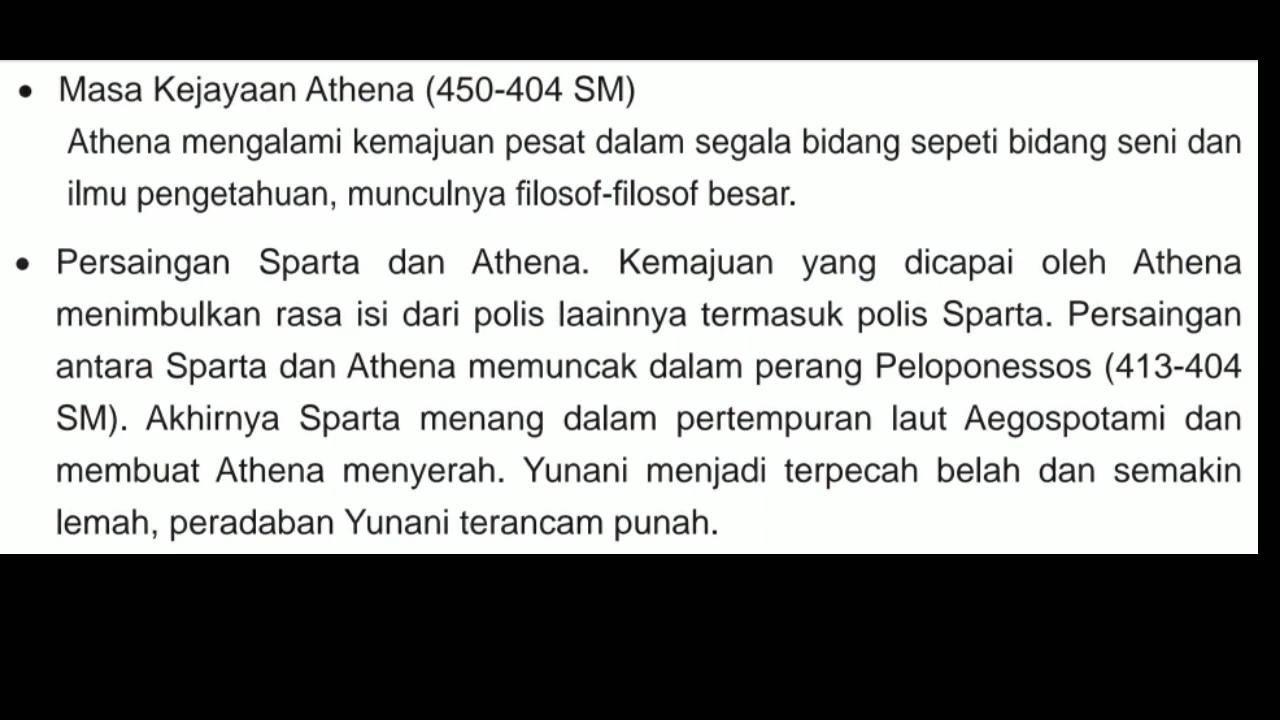 • Masa Kejayaan Athena (450-404 SM)
Athena mengalami kemajuan pesat dalam segala bidang sepeti bidang seni dan
ilmu pengetahuan, munculnya filosof-filosof besar.
• Persaingan Sparta dan Athena. Kemajuan yang dicapai oleh Athena
menimbulkan rasa isi dari polis laainnya termasuk polis Sparta. Persaingan
antara Sparta dan Athena memuncak dalam perang Peloponessos (413-404
SM). Akhirnya Sparta menang dalam pertempuran laut Aegospotami dan
membuat Athena menyerah. Yunani menjadi terpecah belah dan semakin
lemah, peradaban Yunani terancam punah.